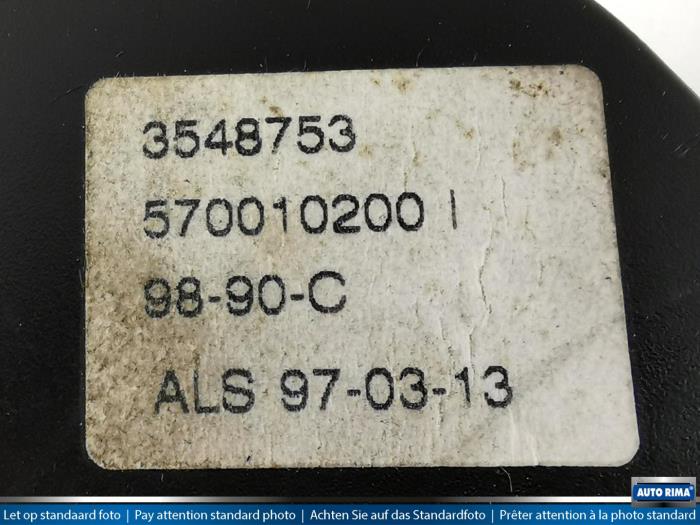 3548753
570010200 I
98-90-C
ALS 97-03-13
AUTO RIMA®
Let op standaard foto | Pay attention standard photo | Achten Sie auf das Standardfoto | Prêter attention à la photo standard